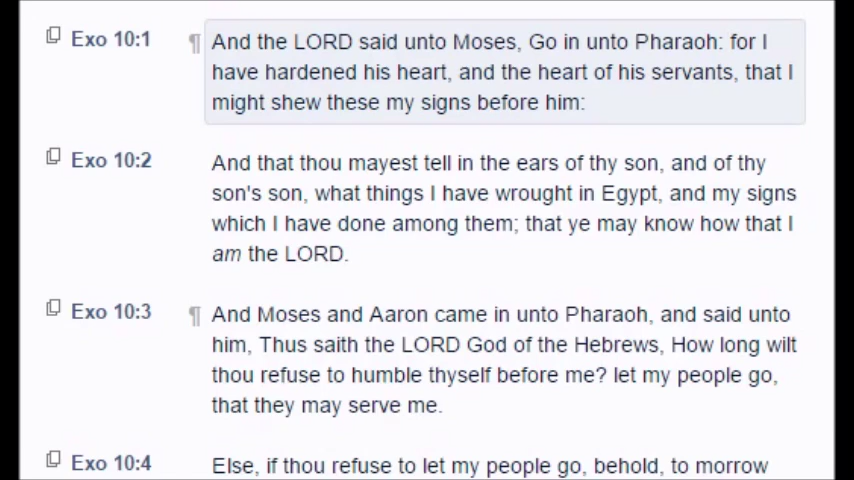 Exo 10:1 ¶ And the LORD said unto Moses, Go in unto Pharaoh: for I
have hardened his heart, and the heart of his servants, that I
might shew these my signs before him:
Exo 10:2 And that thou mayest tell in the ears of thy son, and of thy
son's son, what things I have wrought in Egypt, and my signs
which I have done among them; that ye may know how that I
am the LORD.
Exo 10:3 ¶ And Moses and Aaron came in unto Pharaoh, and said unto
him, Thus saith the LORD God of the Hebrews, How long wilt
thou refuse to humble thyself before me? let my people go,
that they may serve me.
Exo 10:4 Else, if thou refuse to let my people go, behold, to morrow